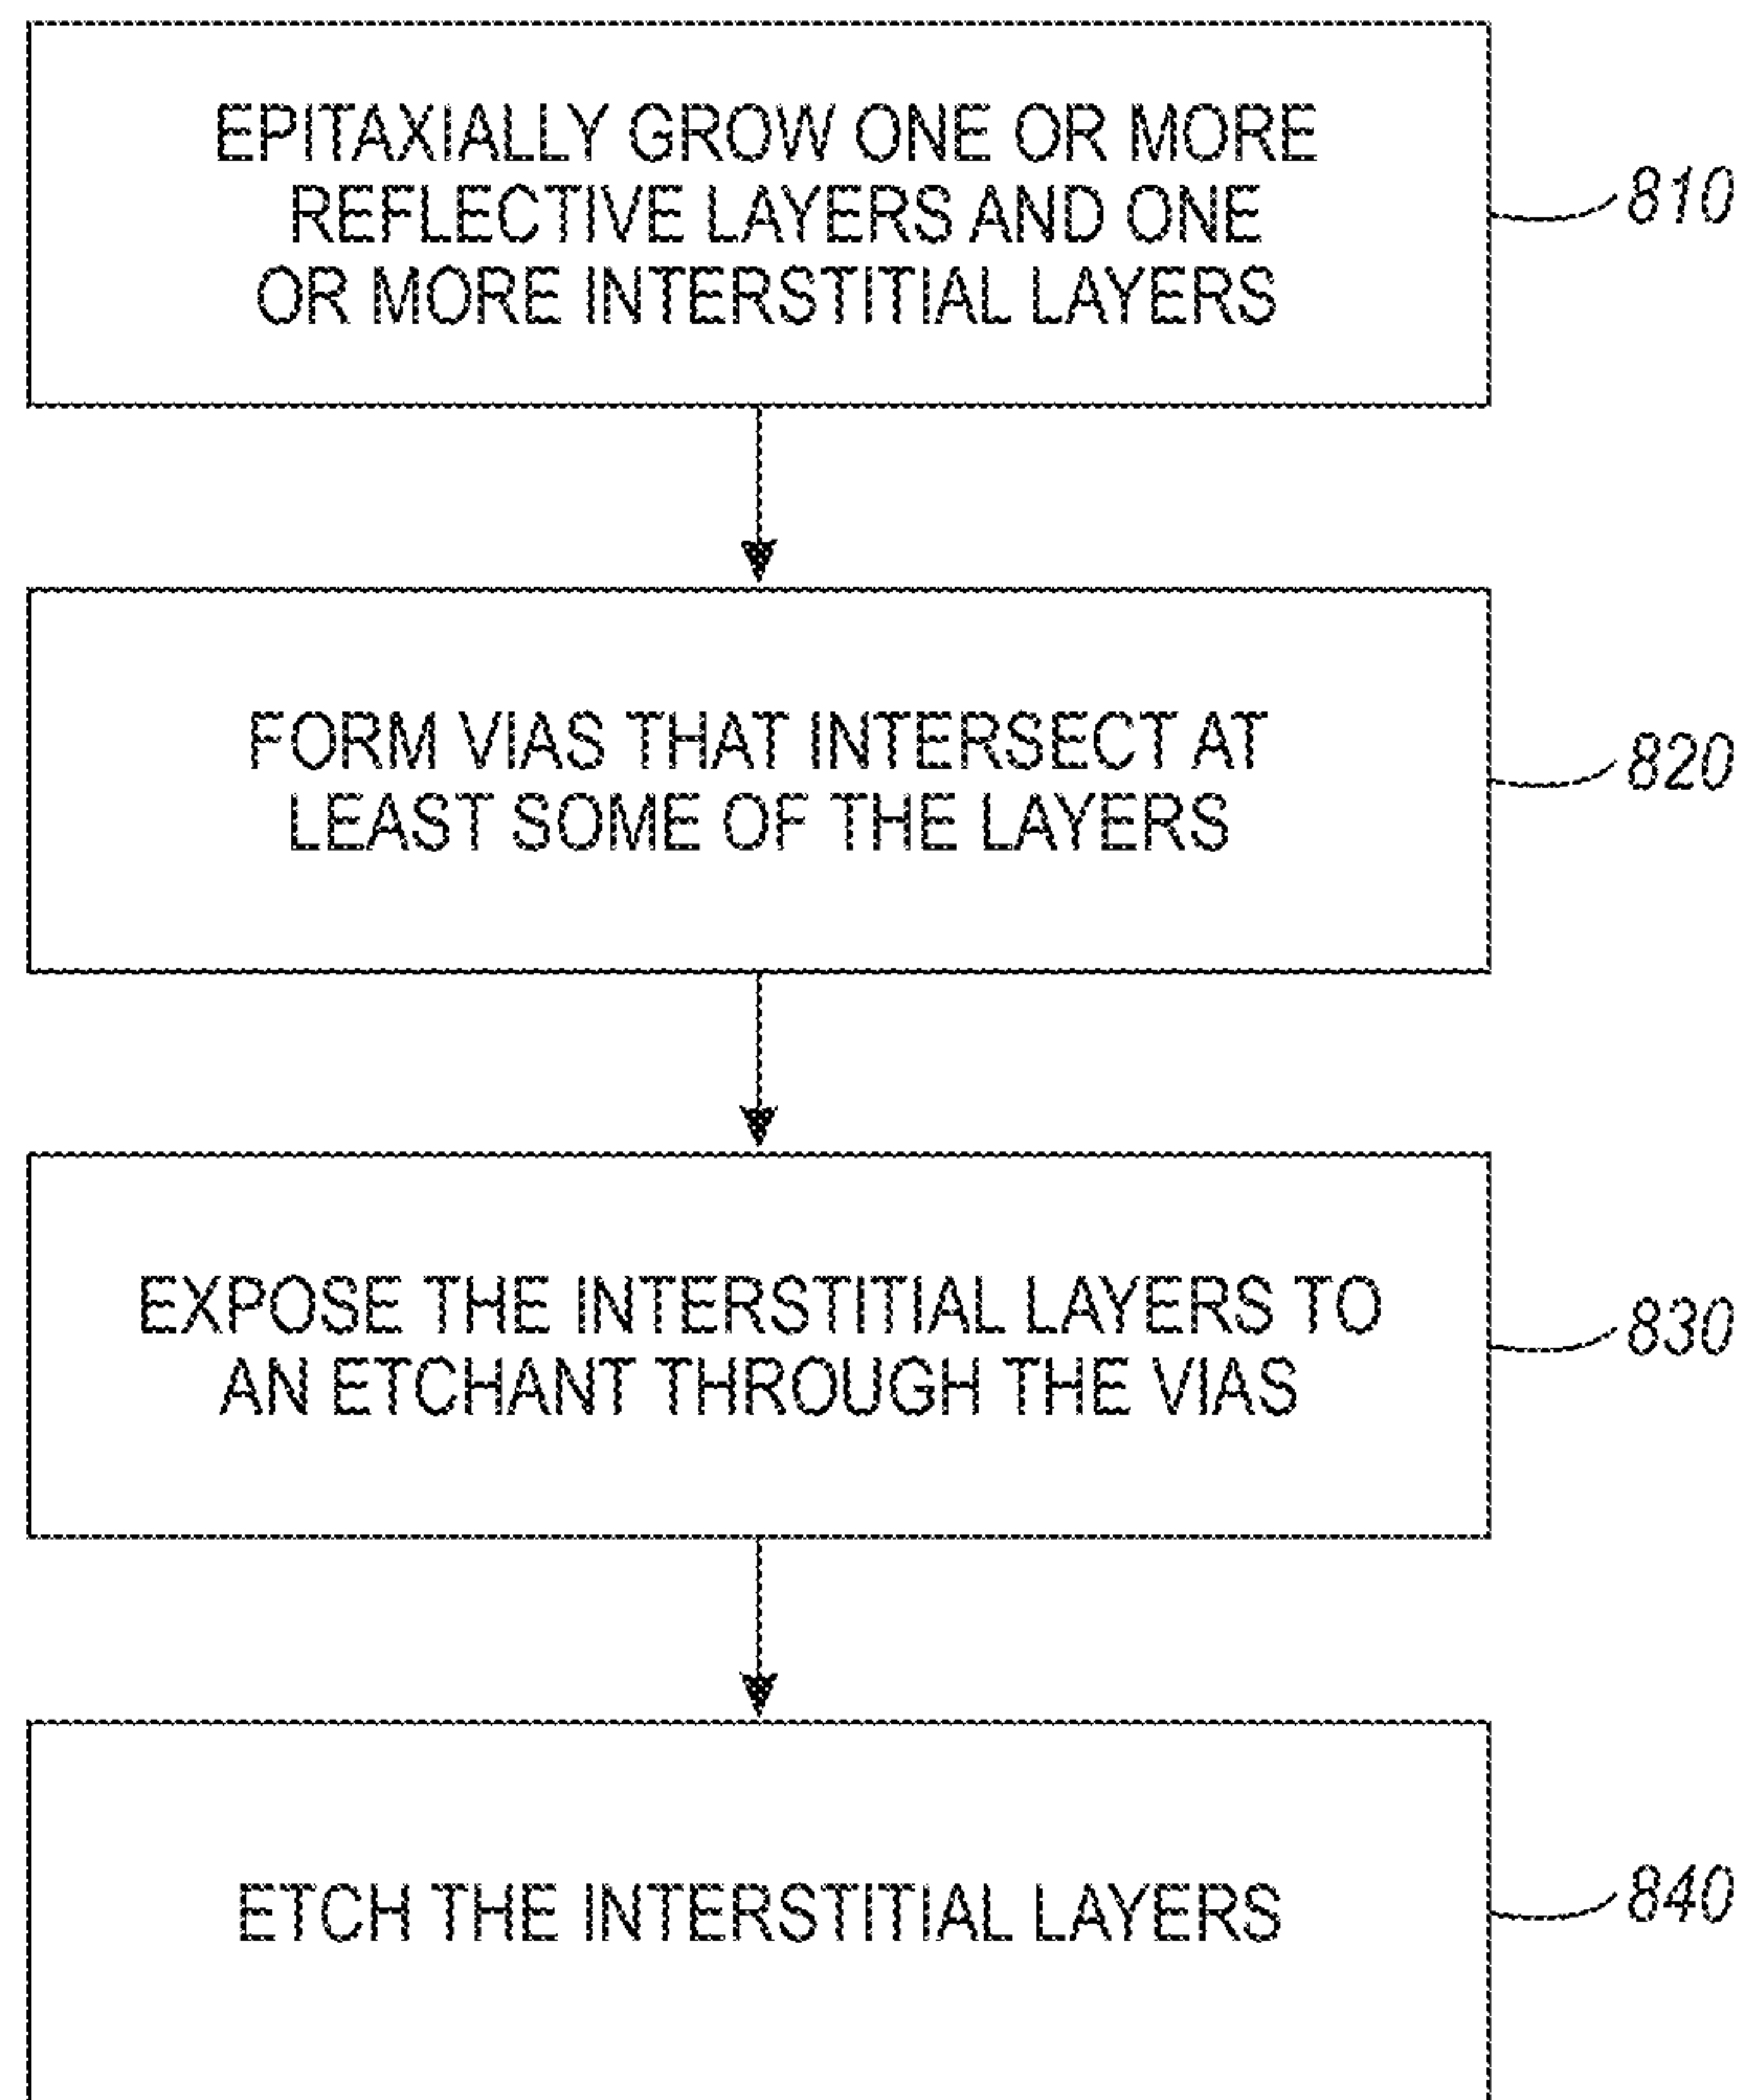 EPITAXIALLY GROW ONE OR MORE
REFLECTIVE LAYERS AND ONE
OR MORE INTERSTITIAL LAYERS
810
FORM VIAS THAT INTERSECT AT
LEAST SOME OF THE LAYERS
820
EXPOSE THE INTERSTITIAL LAYERS TO
AN ETCHANT THROUGH THE VIAS
830
ETCH THE INTERSTITIAL LAYERS
840